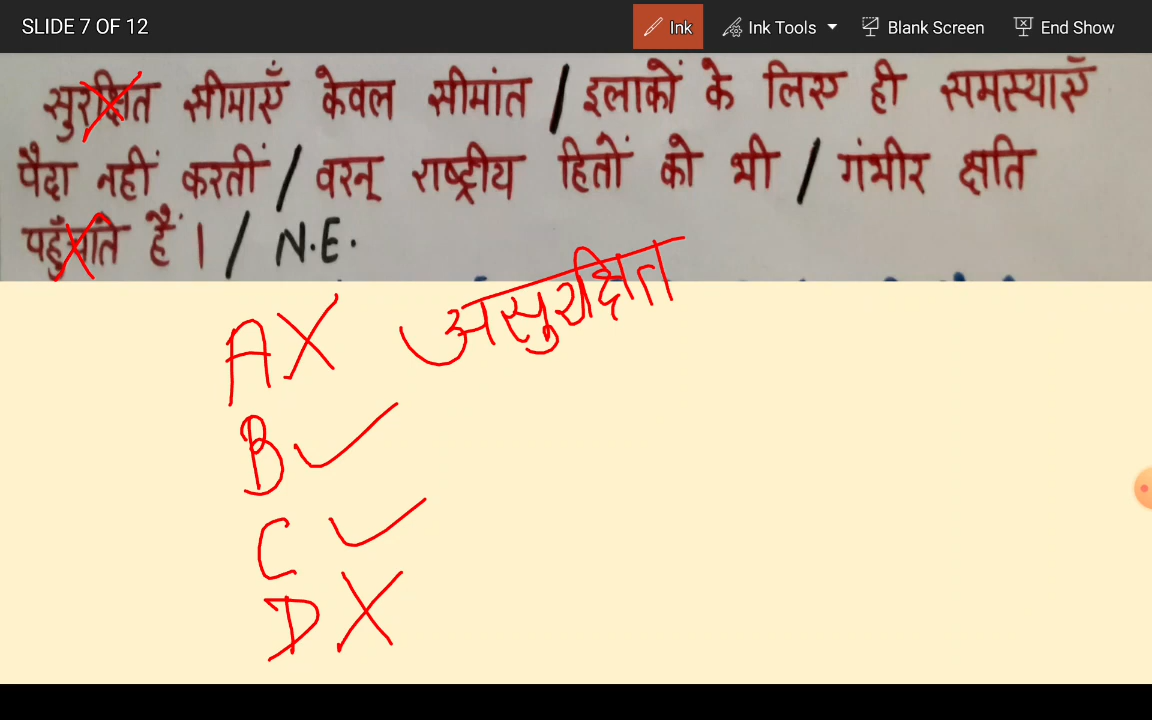 SLIDE 7 OF 12
Ink
Ink Tools
Blank Screen
End Show
सुरक्षित सीमाएँ केवल सीमांत / इलाकों के लिए ही समस्याएँ
पैदा नहीं करतीं / वरन् राष्ट्रीय हितों को भी / गंभीर क्षति
पहुँचाते हैं । / N.E.
असुरक्षित
A X
B ✓
C ✓
D X